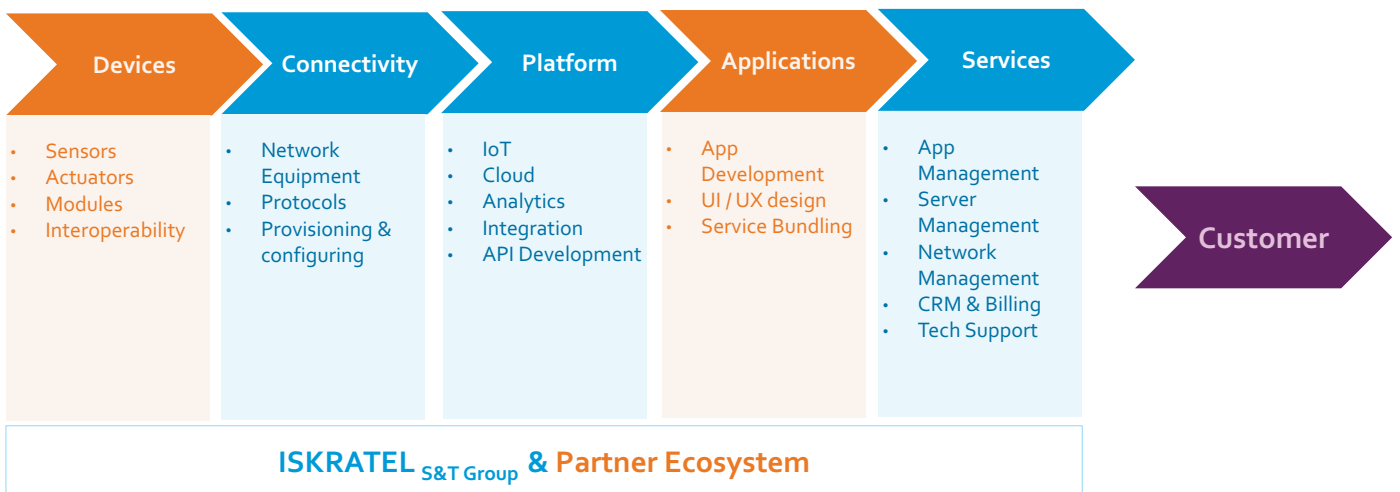 Devices
Connectivity
Platform
Applications
Services
• Sensors
• Actuators
• Modules
• Interoperability
• Network
Equipment
• Protocols
• Provisioning &
configuring
• IoT
• Cloud
• Analytics
• Integration
• API Development
• App
Development
• UI / UX design
• Service Bundling
• App
Management
• Server
Management
• Network
Management
• CRM & Billing
• Tech Support
Customer
ISKRATEL S&T Group & Partner Ecosystem